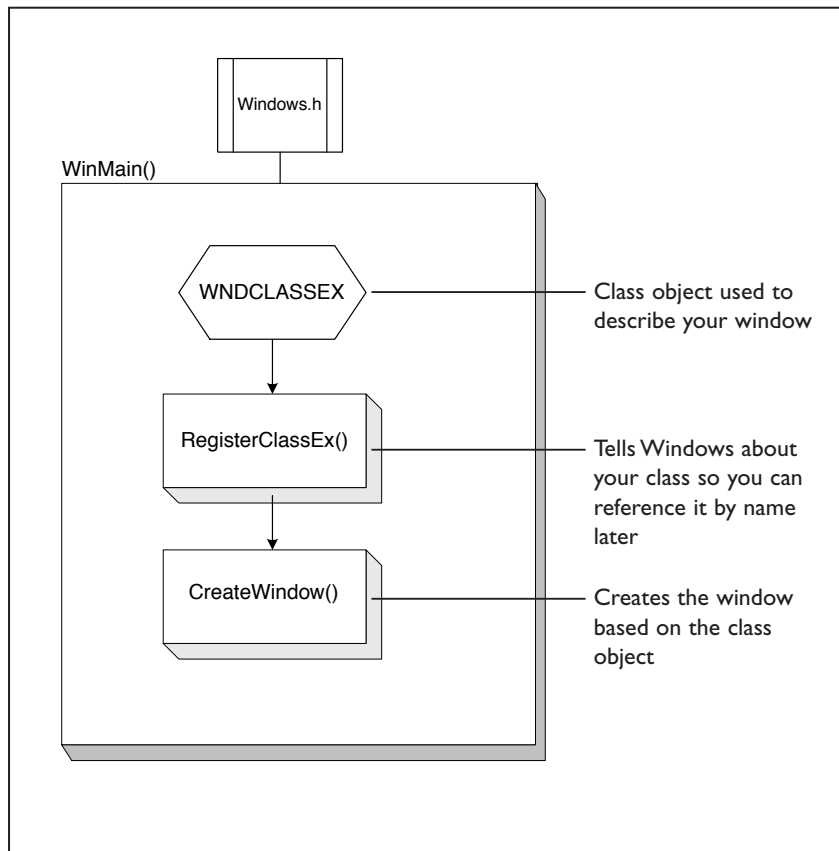 Windows.h
WinMain()
WNDCLASSEX
Class object used to
describe your window
RegisterClassEx()
Tells Windows about
your class so you can
reference it by name
later
CreateWindow()
Creates the window
based on the class
object